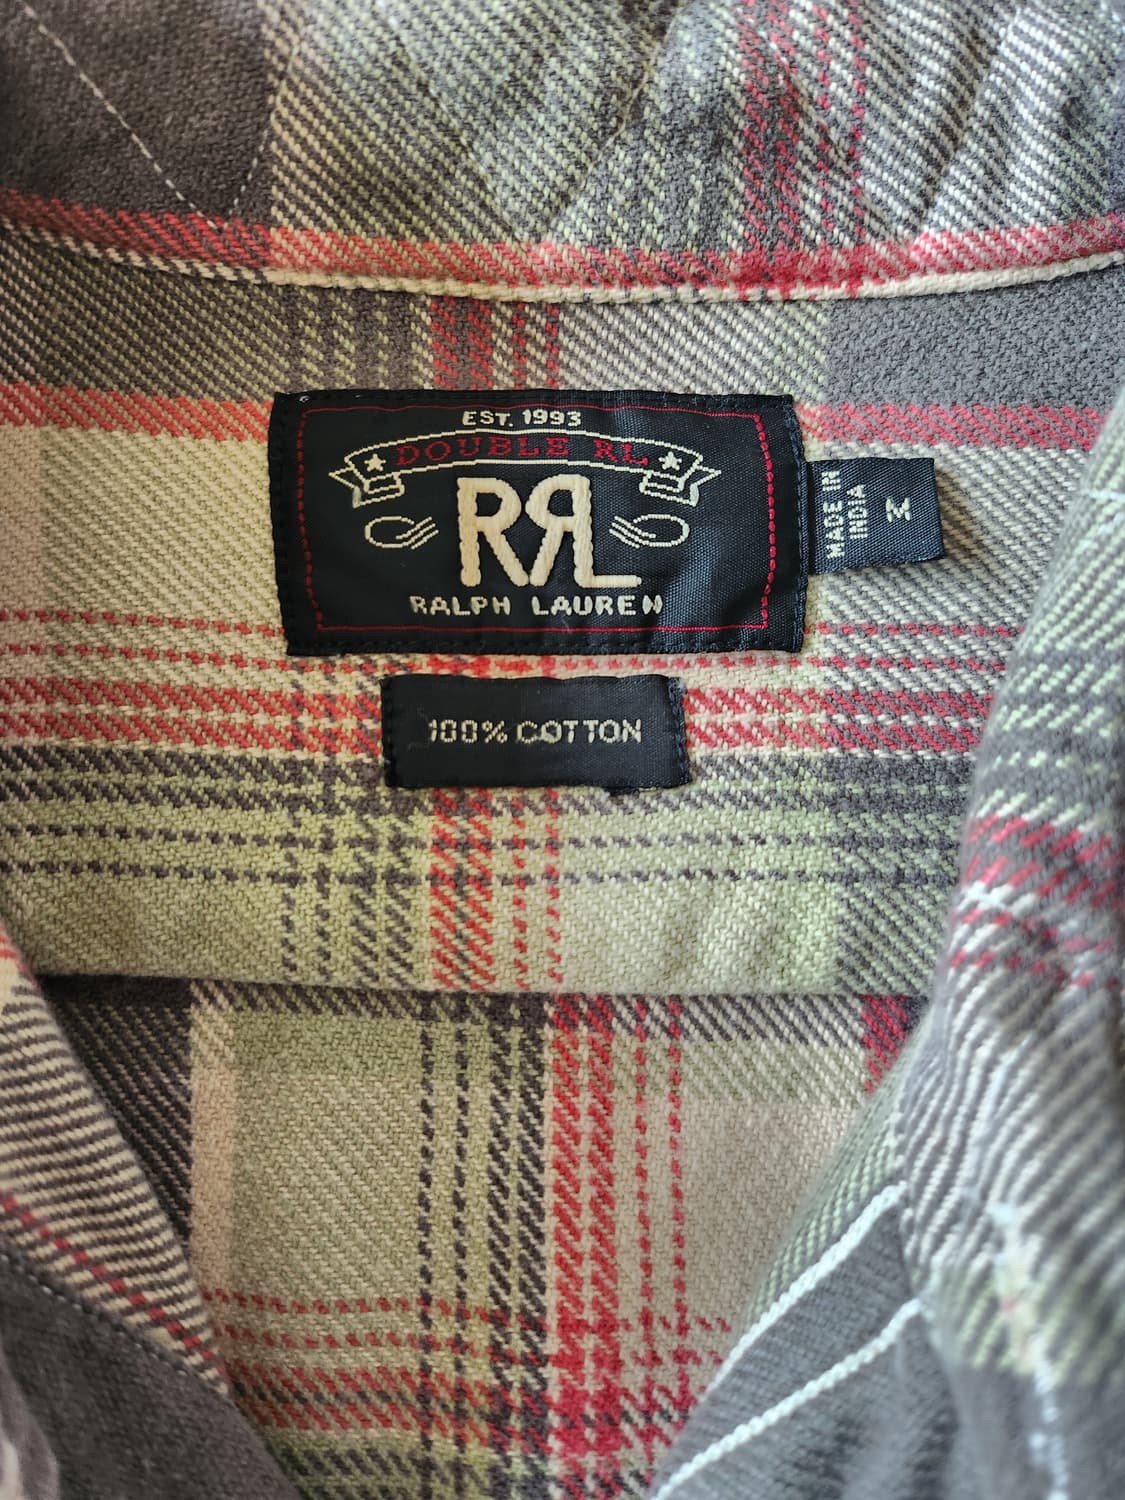 EST. 1993
DOUBLE RL
RRL
RALPH LAUREN
MADE IN
INDIA
M
100% COTTON